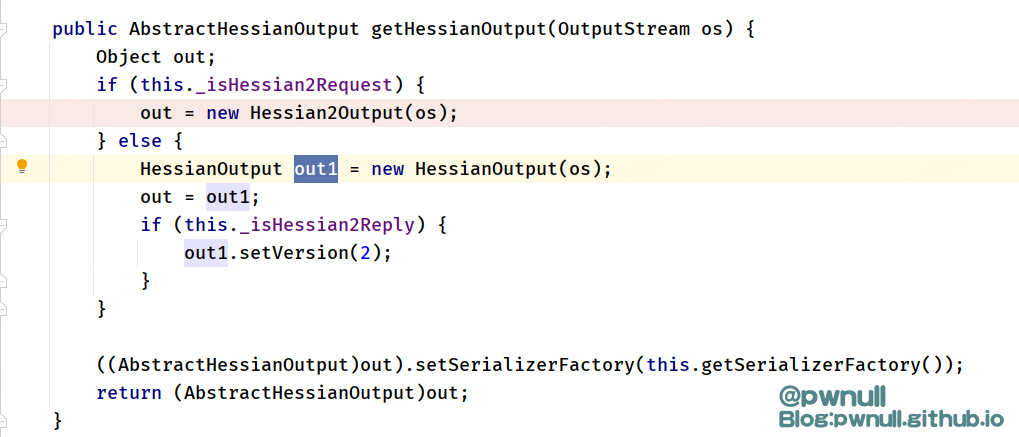 public AbstractHessianOutput getHessianOutput(OutputStream os) {
    Object out;
    if (this._isHessian2Request) {
        out = new Hessian2Output(os);
    } else {
        HessianOutput out1 = new HessianOutput(os);
        out = out1;
        if (this._isHessian2Reply) {
            out1.setVersion(2);
        }
    }

    ((AbstractHessianOutput)out).setSerializerFactory(this.getSerializerFactory());
    return (AbstractHessianOutput)out;
}
@pwnull
Blog:pwnull.github.io